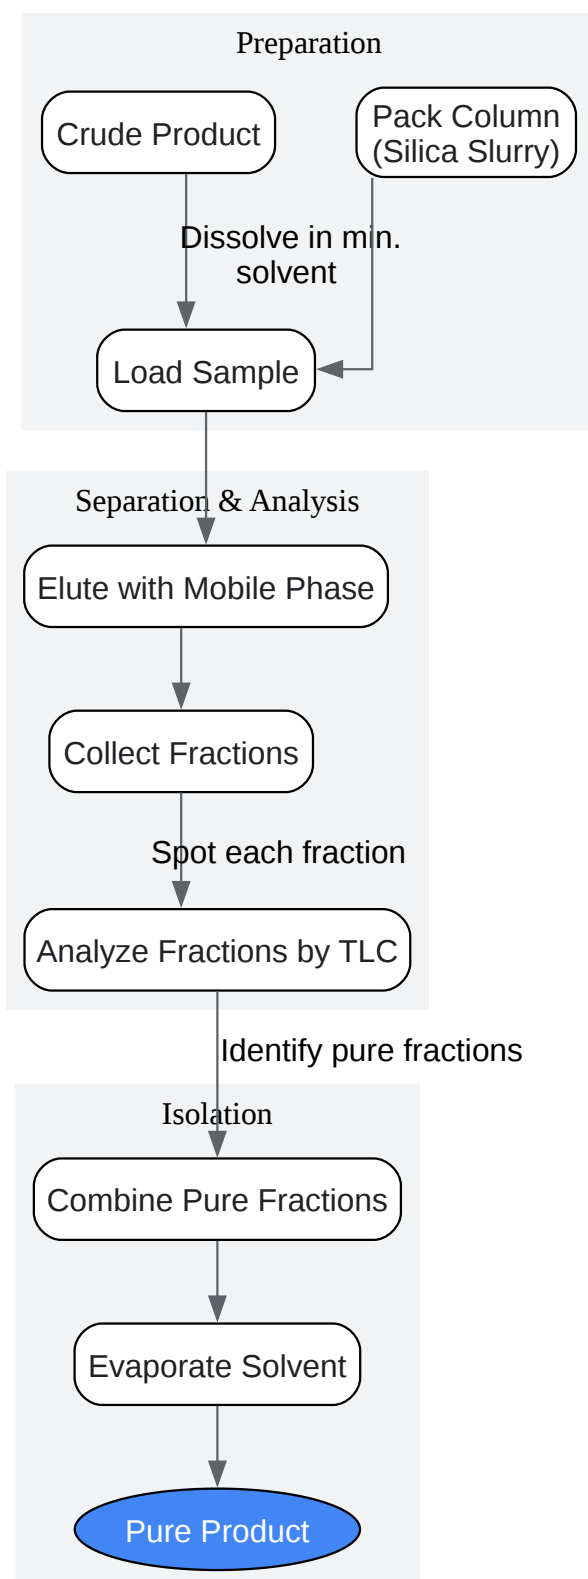 Preparation
Crude Product
Pack Column
(Silica Slurry)
Dissolve in min.
solvent
Load Sample
Separation & Analysis
Elute with Mobile Phase
Collect Fractions
Spot each fraction
Analyze Fractions by TLC
Identify pure fractions
Isolation
Combine Pure Fractions
Evaporate Solvent
Pure Product